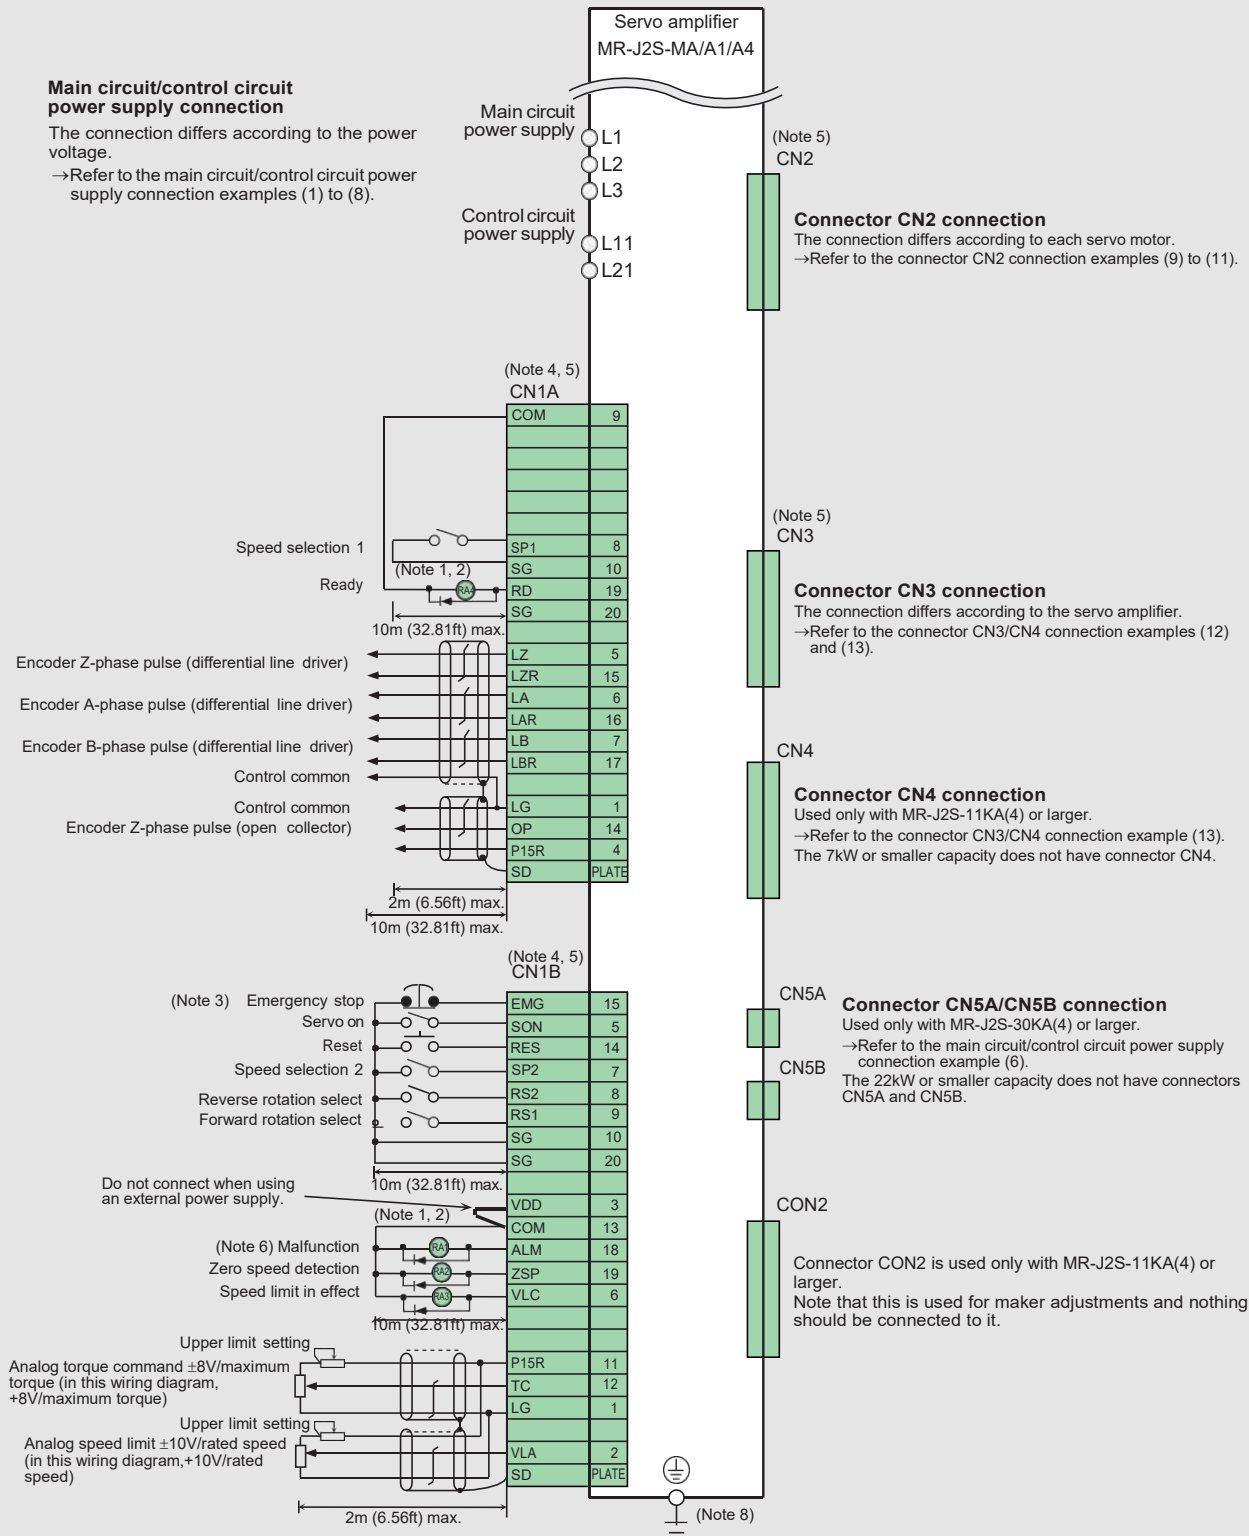 Servo amplifier
MR-J2S-MA/A1/A4
Main circuit/control circuit
power supply connection
The connection differs according to the power
voltage.
→Refer to the main circuit/control circuit power
supply connection examples (1) to (8).
Main circuit
power supply
L1
L2
L3
Control circuit
power supply
L11
L21
(Note 5)
CN2
Connector CN2 connection
The connection differs according to each servo motor.
→Refer to the connector CN2 connection examples (9) to (11).
(Note 4, 5)
CN1A
COM 9
Speed selection 1
SP1 8
(Note 1, 2)
SG 10
Ready
RA4
RD 19
SG 20
10m (32.81ft) max.
Encoder Z-phase pulse (differential line driver)
LZ 5
LZR 15
Encoder A-phase pulse (differential line driver)
LA 6
LAR 16
Encoder B-phase pulse (differential line driver)
LB 7
LBR 17
Control common
Control common
LG 1
Encoder Z-phase pulse (open collector)
OP 14
P15R 4
SD PLATE
2m (6.56ft) max.
10m (32.81ft) max.
(Note 5)
CN3
Connector CN3 connection
The connection differs according to the servo amplifier.
→Refer to the connector CN3/CN4 connection examples (12)
and (13).
CN4
Connector CN4 connection
Used only with MR-J2S-11KA(4) or larger.
→Refer to the connector CN3/CN4 connection example (13).
The 7kW or smaller capacity does not have connector CN4.
(Note 4, 5)
CN1B
(Note 3) Emergency stop
EMG 15
Servo on
SON 5
Reset
RES 14
Speed selection 2
SP2 7
Reverse rotation select
RS2 8
Forward rotation select
RS1 9
SG 10
SG 20
10m (32.81ft) max.
Do not connect when using
an external power supply.
VDD 3
(Note 1, 2)
COM 13
(Note 6) Malfunction
RA1
ALM 18
Zero speed detection
RA2
ZSP 19
Speed limit in effect
RA3
VLC 6
10m (32.81ft) max.
Upper limit setting
Analog torque command ±8V/maximum
torque (in this wiring diagram,
+8V/maximum torque)
P15R 11
TC 12
LG 1
Upper limit setting
Analog speed limit ±10V/rated speed
(in this wiring diagram,+10V/rated
speed)
VLA 2
SD PLATE
2m (6.56ft) max.
CN5A
Connector CN5A/CN5B connection
Used only with MR-J2S-30KA(4) or larger.
→Refer to the main circuit/control circuit power supply
connection example (6).
CN5B
The 22kW or smaller capacity does not have connectors
CN5A and CN5B.
CON2
Connector CON2 is used only with MR-J2S-11KA(4) or
larger.
Note that this is used for maker adjustments and nothing
should be connected to it.
(Note 8)